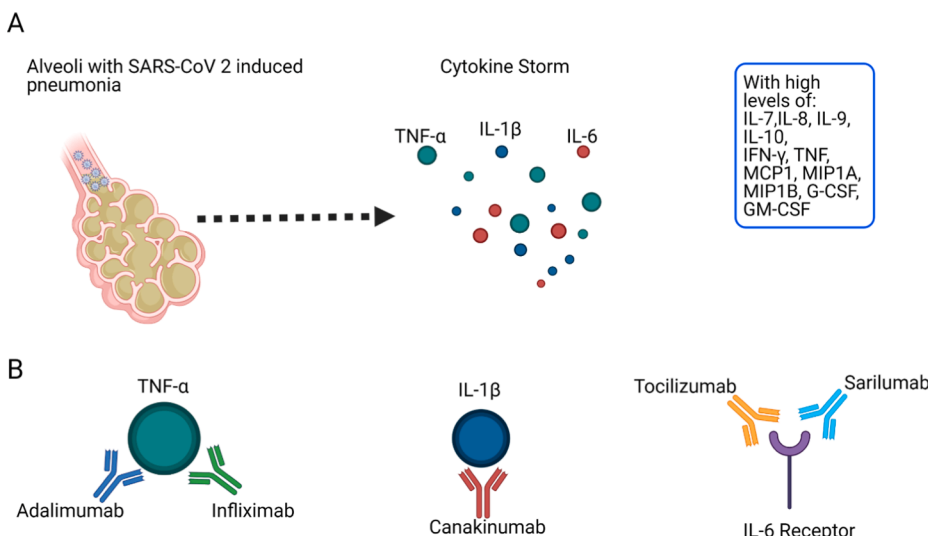 A
Alveoli with SARS-CoV 2 induced
pneumonia
Cytokine Storm
TNF-α
IL-1β
IL-6
With high
levels of:
IL-7,IL-8, IL-9,
IL-10,
IFN-γ, TNF,
MCP1, MIP1A,
MIP1B, G-CSF,
GM-CSF
B
TNF-α
Adalimumab
Infliximab
IL-1β
Canakinumab
Tocilizumab
Sarilumab
IL-6 Receptor